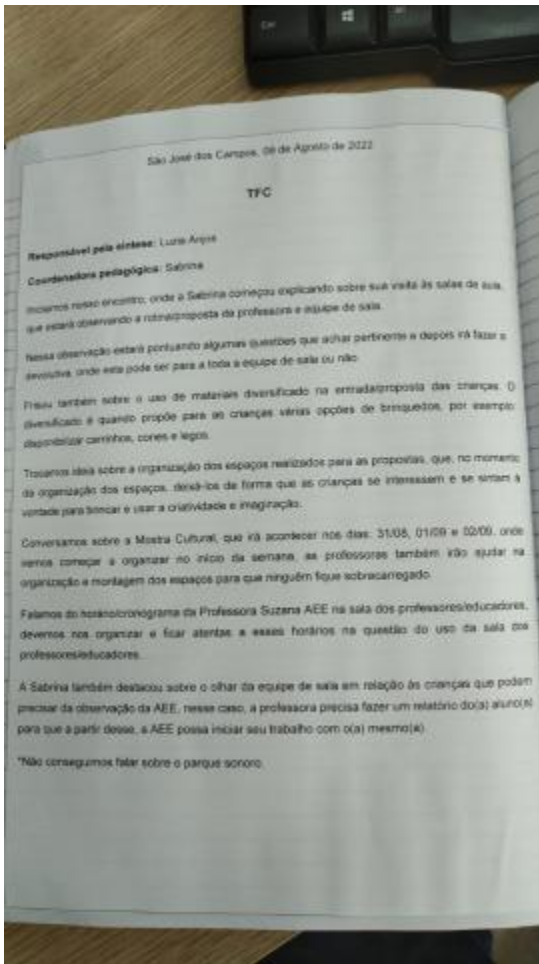 São José dos Campos, 08 de Agosto de 2022
TFC
Responsável pela síntese: Luzia Anjos
Coordenadora pedagógica: Sabrina
Iniciamos nosso encontro, onde a Sabrina começou explicando sobre sua visita às salas de aula,
que estará observando a rotina/proposta da professora e equipe de sala.
Nessa observação estará pontuando algumas questões que achar pertinente e depois irá fazer a
devolutiva, onde esta pode ser para a toda a equipe de sala ou não.
Frisou também sobre o uso de materiais diversificado na entrada/proposta das crianças. O
diversificado é quando propõe para as crianças várias opções de brinquedos, por exemplo:
disponibilizar carrinhos, cones e legos.
Trocamos ideia sobre a organização dos espaços realizados para as propostas, que, no momento
da organização dos espaços, deixá-los de forma que as crianças se interessem e se sintam à
vontade para brincar e usar a criatividade e imaginação.
Conversamos sobre a Mostra Cultural, que irá acontecer nos dias: 31/08, 01/09 e 02/09, onde
vamos começar a organizar no início da semana, as professoras também irão ajudar na
organização e montagem dos espaços para que ninguém fique sobrecarregado.
Falamos do horário/cronograma da Professora Suzana AEE na sala dos professores/educadores,
devemos nos organizar e ficar atentas a esses horários na questão do uso da sala dos
professores/educadores.
A Sabrina também destacou sobre o olhar da equipe de sala em relação às crianças que podem
precisar da observação da AEE, nesse caso, a professora precisa fazer um relatório do(a) aluno(a)
para que a partir desse, a AEE possa iniciar seu trabalho com o(a) mesmo(a).
*Não conseguimos falar sobre o parque sonoro.